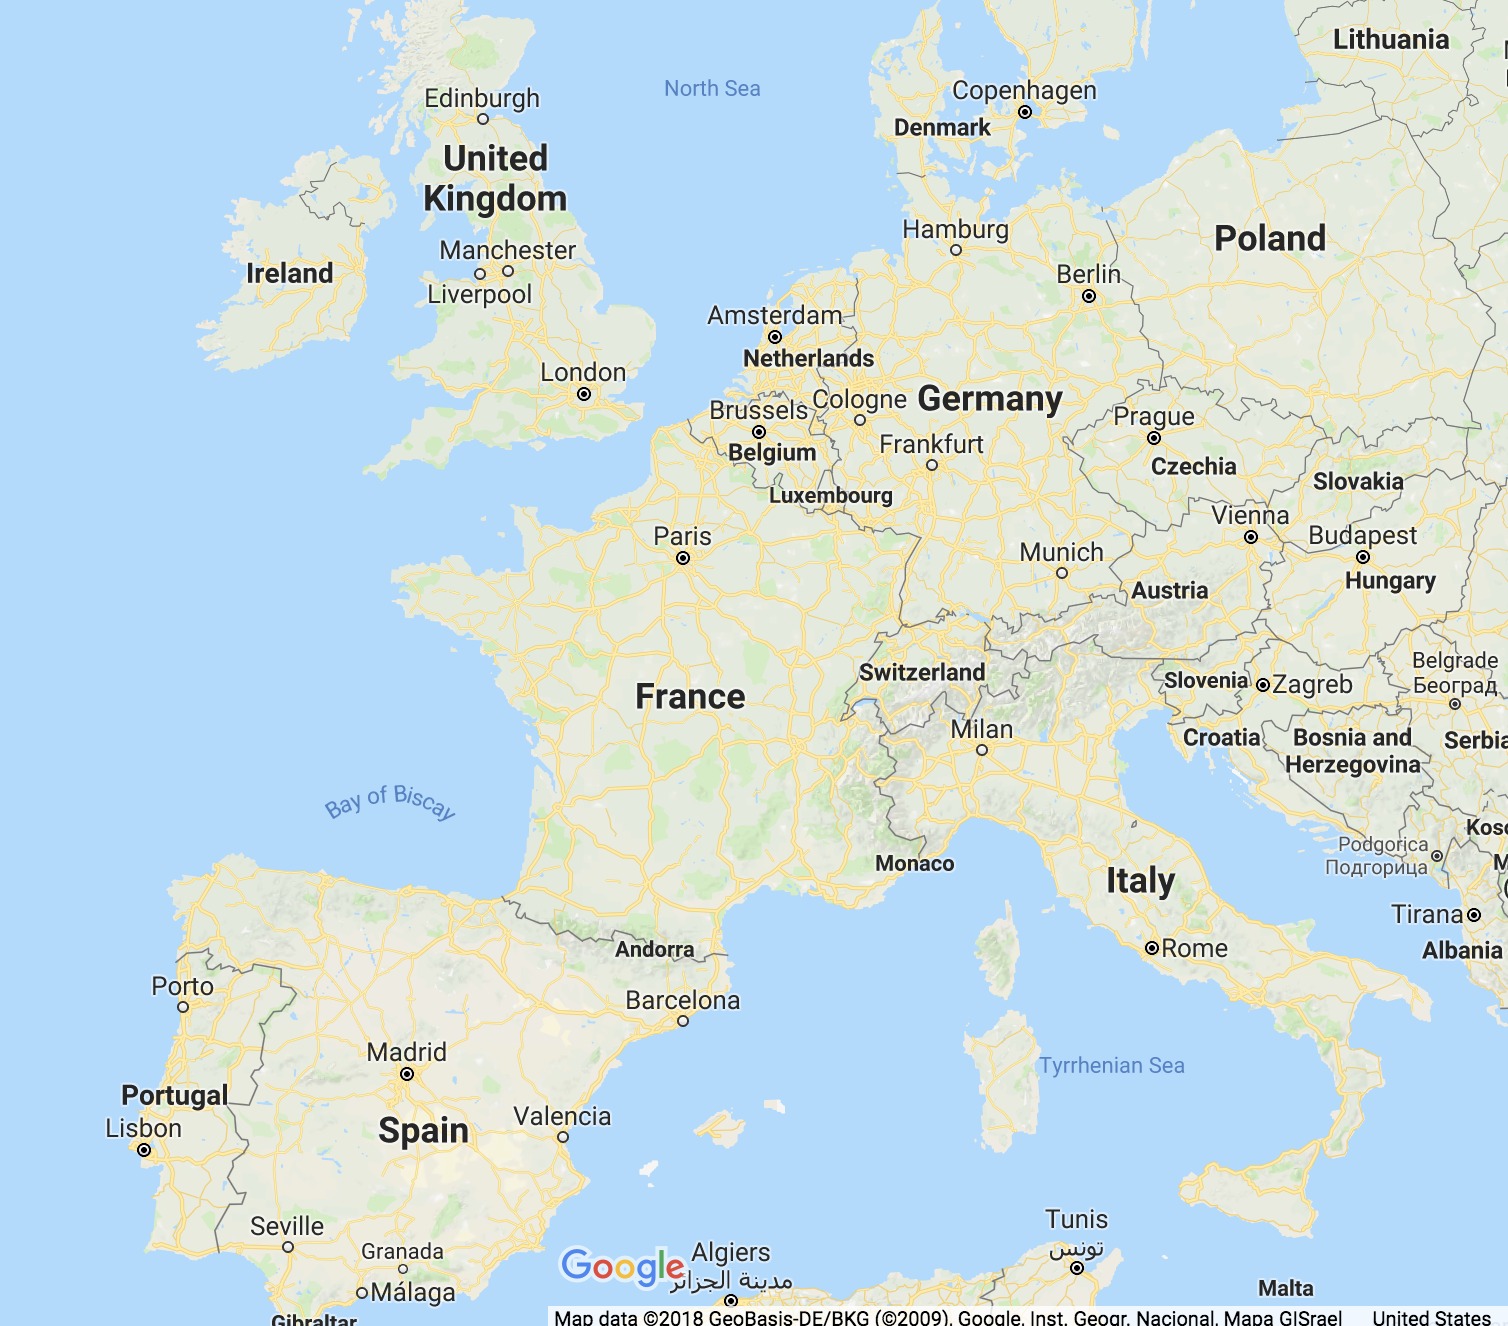 Lithuania
North Sea
Edinburgh
Copenhagen
Denmark
United
Kingdom
Hamburg
Poland
Manchester
Ireland
Berlin
Liverpool
Amsterdam
Netherlands
London
Cologne
Germany
Brussels
Prague
Frankfurt
Belgium
Czechia
Slovakia
Luxembourg
Vienna
Paris
Budapest
Munich
Hungary
Austria
Belgrade
Београд
Switzerland
Slovenia
Zagreb
France
Milan
Croatia
Bosnia and
Herzegovina
Serbia
Bay of Biscay
Koso
Podgorica
Подгорица
Monaco
Italy
Tirana
Andorra
Rome
Albania
Porto
Barcelona
Madrid
Tyrrhenian Sea
Portugal
Valencia
Lisbon
Spain
Seville
Tunis
تونس
Granada
Algiers
مدينة الجزائر
Google
Málaga
Malta
Gibraltar
Map data ©2018 GeoBasis-DE/BKG (©2009), Google, Inst. Geogr. Nacional, Mapa GISrael United States